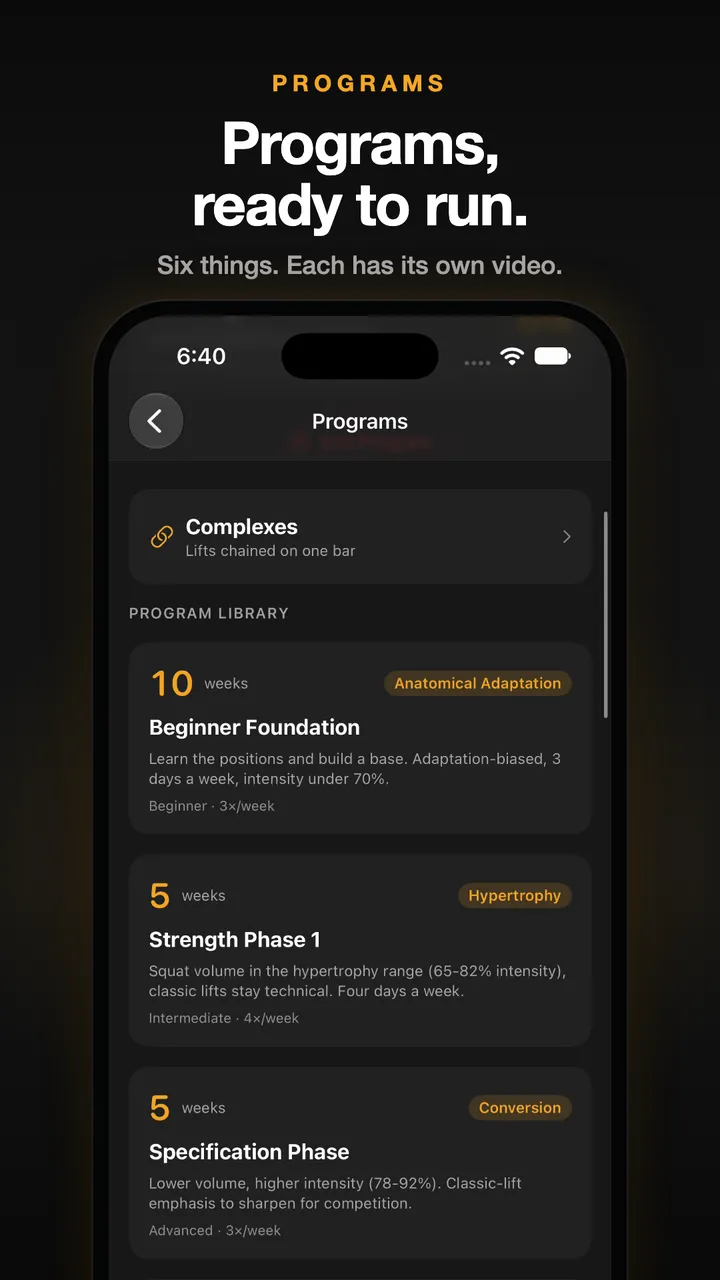 PROGRAMS
Programs,
ready to run.
Six things. Each has its own video.
6:40
Programs
Complexes
Lifts chained on one bar
PROGRAM LIBRARY
10 weeks
Anatomical Adaptation
Beginner Foundation
Learn the positions and build a base. Adaptation-biased, 3
days a week, intensity under 70%.
Beginner · 3×/week
5 weeks
Hypertrophy
Strength Phase 1
Squat volume in the hypertrophy range (65-82% intensity),
classic lifts stay technical. Four days a week.
Intermediate · 4×/week
5 weeks
Conversion
Specification Phase
Lower volume, higher intensity (78-92%). Classic-lift
emphasis to sharpen for competition.
Advanced · 3×/week